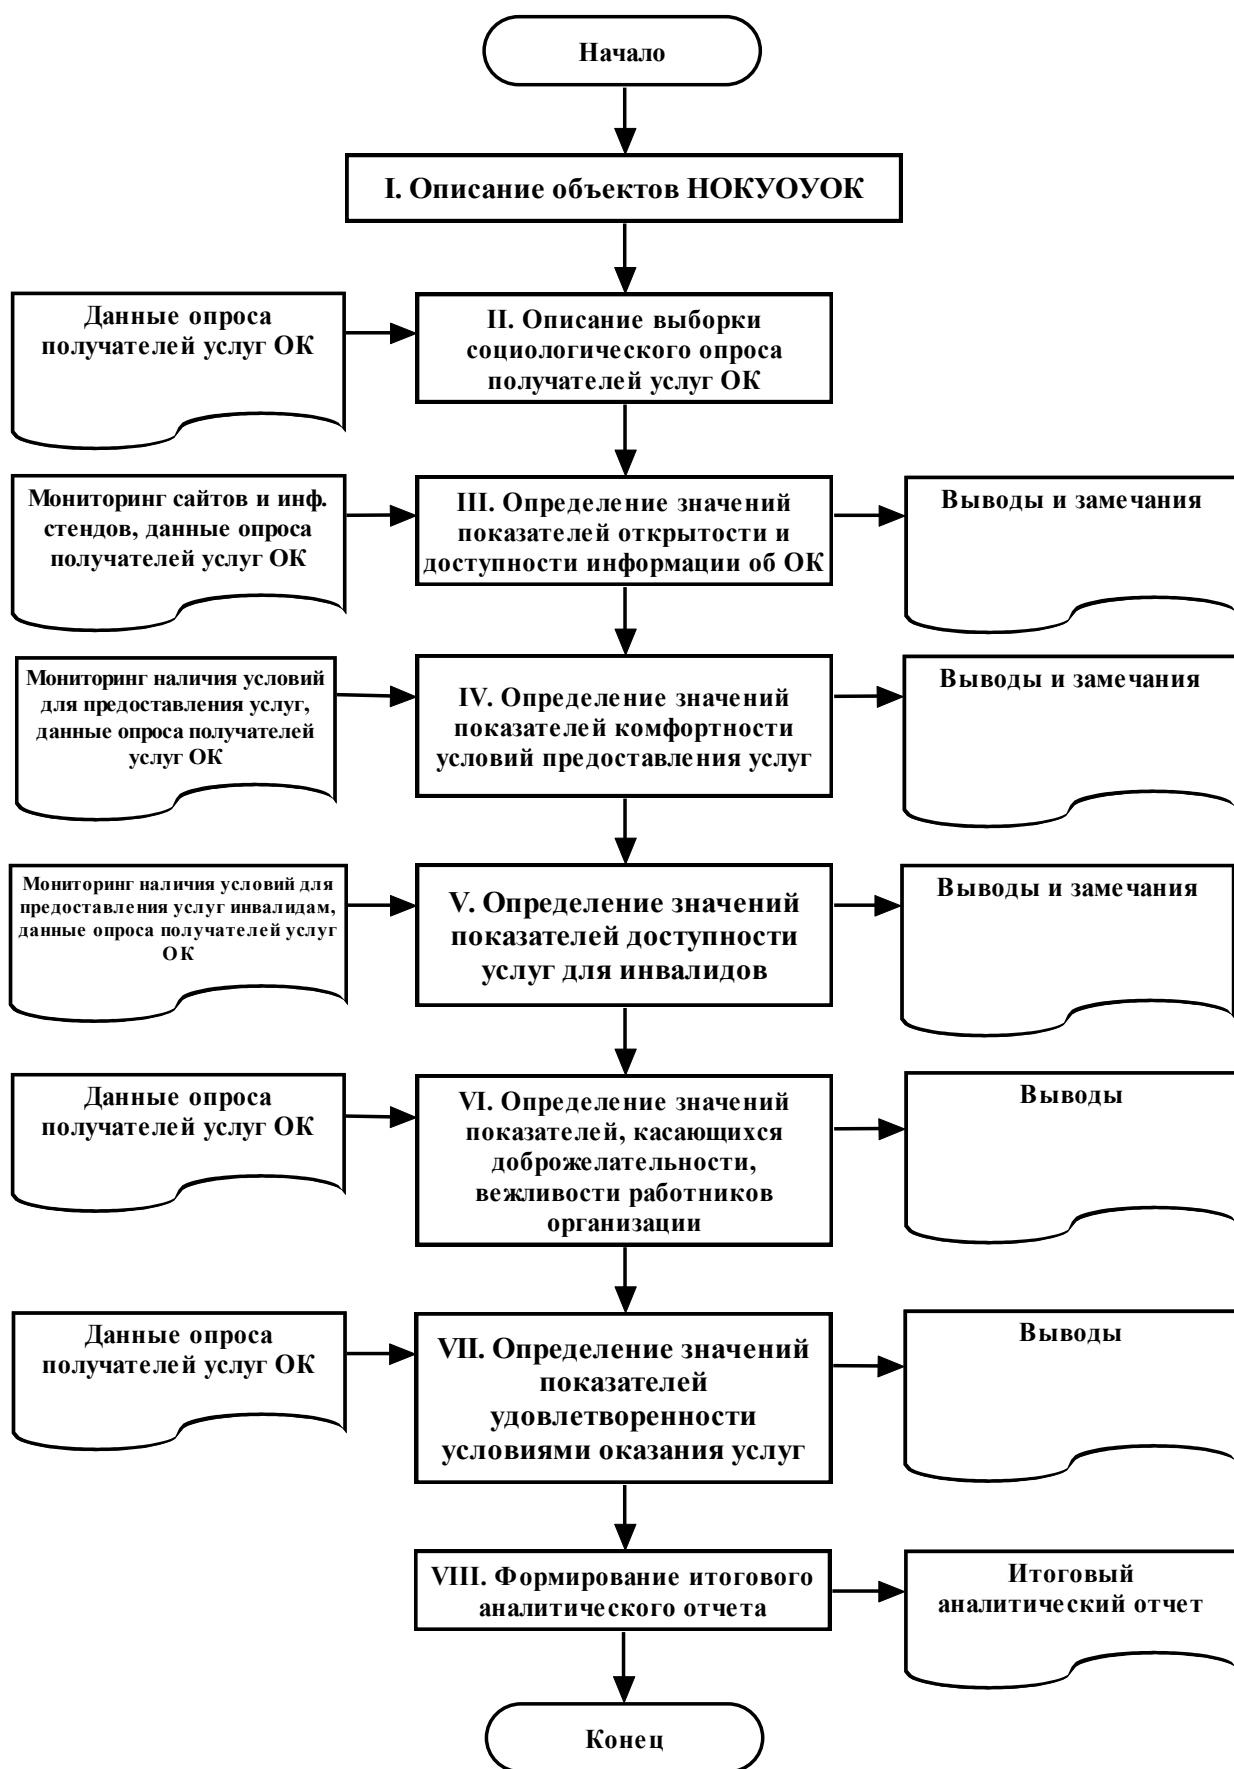 Начало
I. Описание объектов НОКУОУОК
Данные опроса
получателей услуг ОК
II. Описание выборки
социологического опроса
получателей услуг ОК
Мониторинг сайтов и инф.
стендов, данные опроса
получателей услуг ОК
III. Определение значений
показателей открытости и
доступности информации об ОК
Выводы и замечания
Мониторинг наличия условий
для предоставления услуг,
данные опроса получателей
услуг ОК
IV. Определение значений
показателей комфортности
условий предоставления услуг
Выводы и замечания
Мониторинг наличия условий для
предоставления услуг инвалидам,
данные опроса получателей услуг
ОК
V. Определение значений
показателей доступности
услуг для инвалидов
Выводы и замечания
Данные опроса
получателей услуг ОК
VI. Определение значений
показателей, касающихся
доброжелательности,
вежливости работников
организации
Выводы
Данные опроса
получателей услуг ОК
VII. Определение значений
показателей
удовлетворенности
условиями оказания услуг
Выводы
VIII. Формирование итогового
аналитического отчета
Итоговый
аналитический отчет
Конец